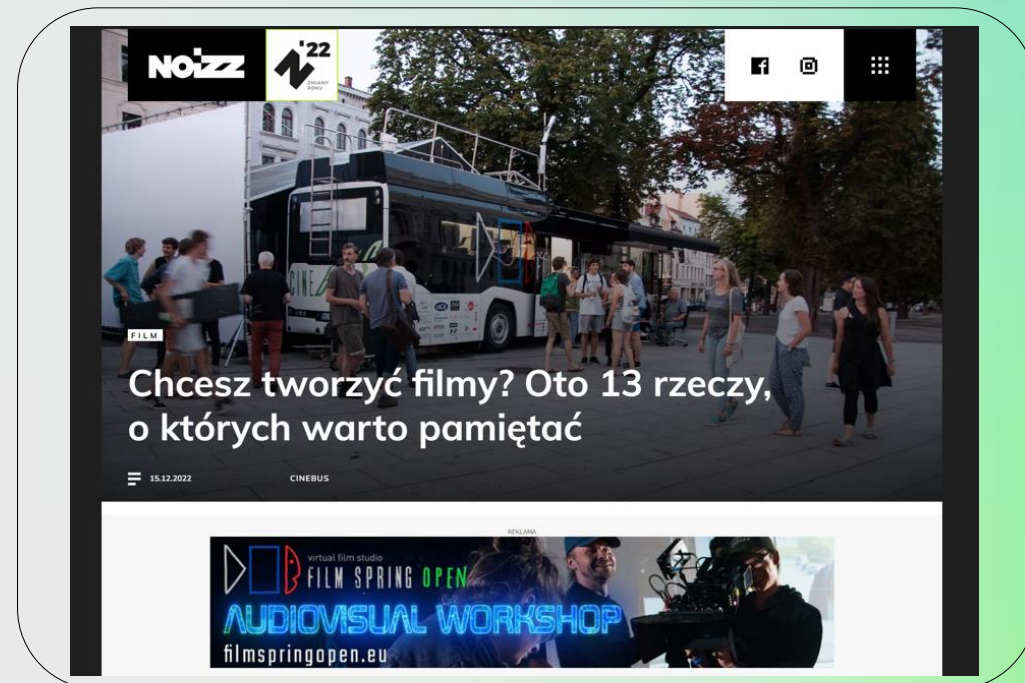 NOIZZ
'22
ZMIANY
ROKU
CINE
FILM
Chcesz tworzyć filmy? Oto 13 rzeczy,
o których warto pamiętać
15.12.2022
CINEBUS
REKLAMA
virtual film studio
FILM SPRING OPEN
AUDIOVISUAL WORKSHOP
filmspringopen.eu